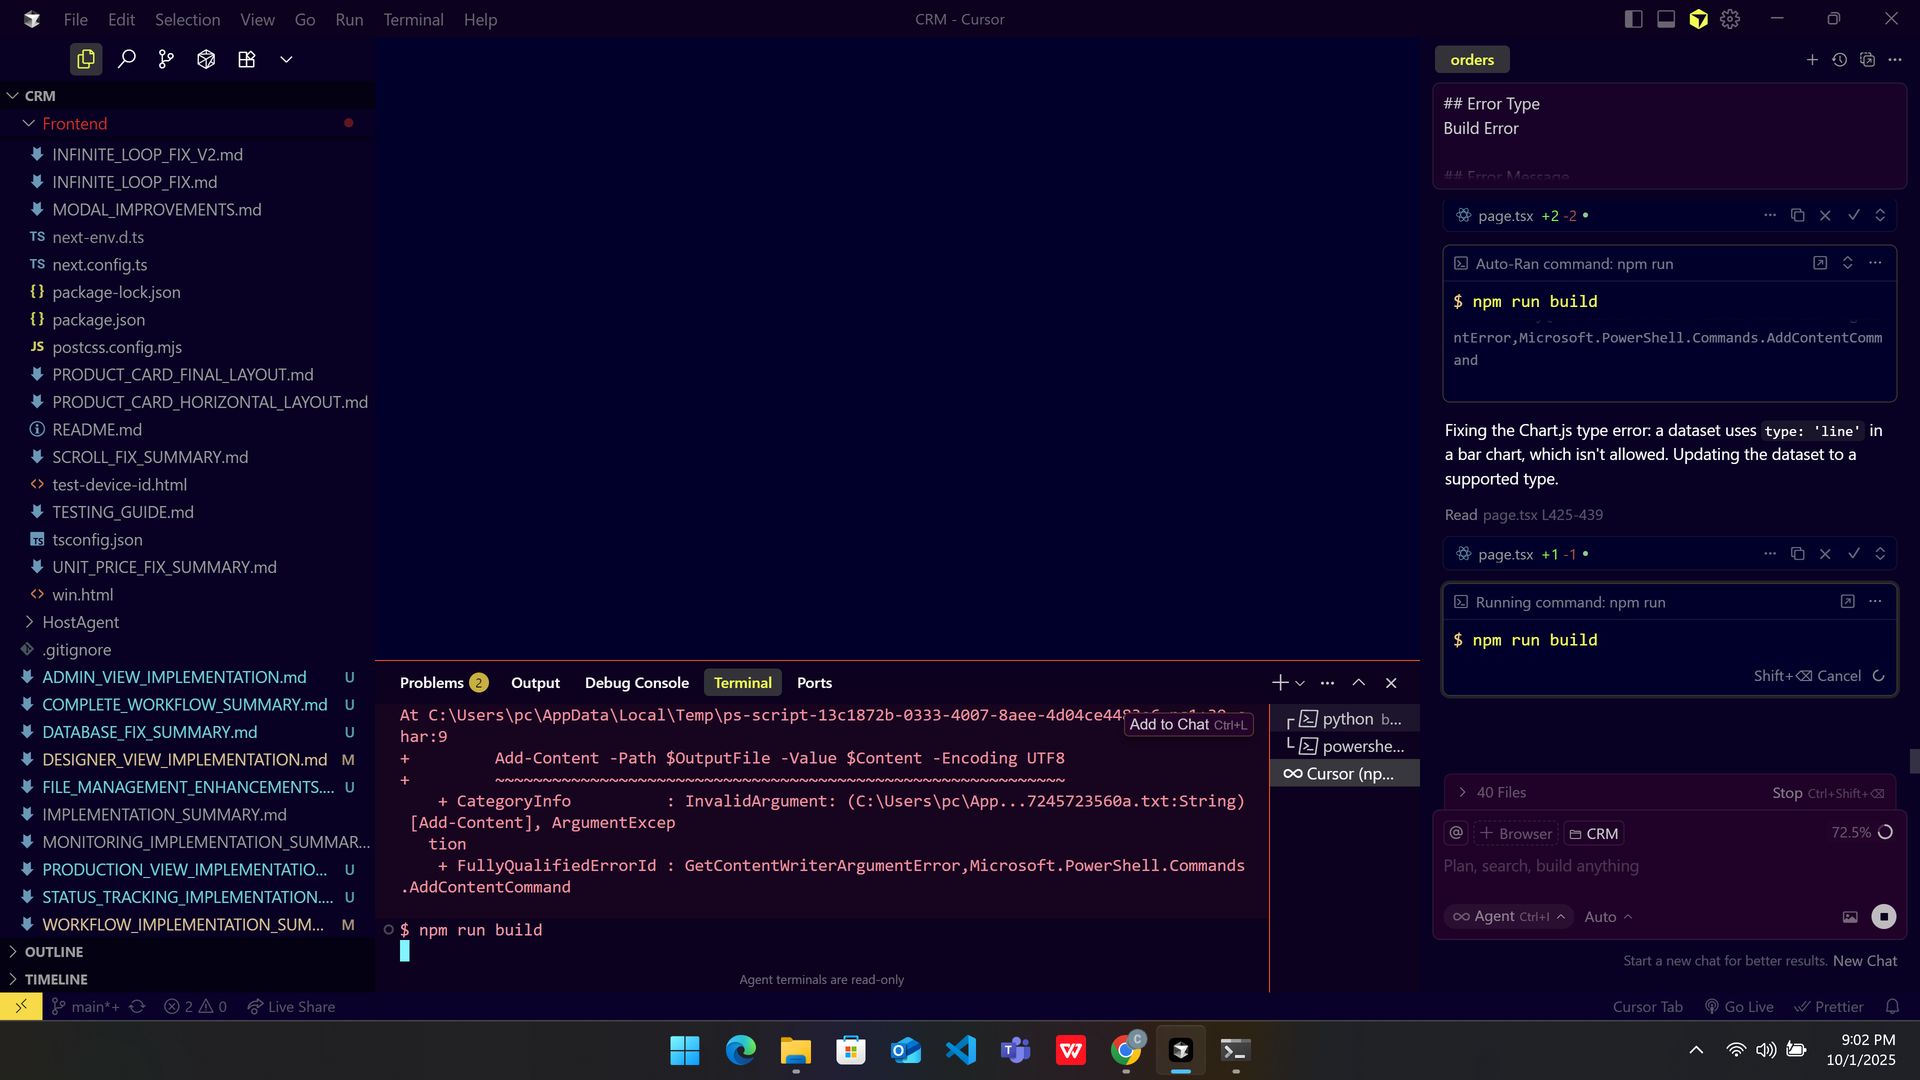 File Edit Selection View Go Run Terminal Help
CRM - Cursor
CRM
Frontend
INFINITE_LOOP_FIX_V2.md
INFINITE_LOOP_FIX.md
MODAL_IMPROVEMENTS.md
TS next-env.d.ts
TS next.config.ts
{} package-lock.json
{} package.json
JS postcss.config.mjs
PRODUCT_CARD_FINAL_LAYOUT.md
PRODUCT_CARD_HORIZONTAL_LAYOUT.md
README.md
SCROLL_FIX_SUMMARY.md
<> test-device-id.html
TESTING_GUIDE.md
TS tsconfig.json
UNIT_PRICE_FIX_SUMMARY.md
<> win.html
HostAgent
.gitignore
ADMIN_VIEW_IMPLEMENTATION.md U
COMPLETE_WORKFLOW_SUMMARY.md U
DATABASE_FIX_SUMMARY.md U
DESIGNER_VIEW_IMPLEMENTATION.md M
FILE_MANAGEMENT_ENHANCEMENTS.... U
IMPLEMENTATION_SUMMARY.md
MONITORING_IMPLEMENTATION_SUMMAR...
PRODUCTION_VIEW_IMPLEMENTATIO... U
STATUS_TRACKING_IMPLEMENTATION.... U
WORKFLOW_IMPLEMENTATION_SUM... M
OUTLINE
TIMELINE
Problems 2 Output Debug Console Terminal Ports
At C:\Users\pc\AppData\Local\Temp\ps-script-13c1872b-0333-4007-8aee-4d04ce4
har:9
+         Add-Content -Path $OutputFile -Value $Content -Encoding UTF8
+         ~~~~~~~~~~~~~~~~~~~~~~~~~~~~~~~~~~~~~~~~~~~~~~~~~~~~~~~~~~~~
+ CategoryInfo          : InvalidArgument: (C:\Users\pc\App...7245723560a.txt:String)
[Add-Content], ArgumentExcep
tion
+ FullyQualifiedErrorId : GetContentWriterArgumentError,Microsoft.PowerShell.Commands
.AddContentCommand
$ npm run build
Agent terminals are read-only
Add to Chat Ctrl+L
python b...
powershe...
Cursor (np...
orders
## Error Type
Build Error
## Error Message
page.tsx +2 -2
Auto-Ran command: npm run
$ npm run build
ntError,Microsoft.PowerShell.Commands.AddContentComm
and
Fixing the Chart.js type error: a dataset uses type: 'line' in
a bar chart, which isn't allowed. Updating the dataset to a
supported type.
Read page.tsx L425-439
page.tsx +1 -1
Running command: npm run
$ npm run build
Shift+⌫ Cancel
40 Files Stop Ctrl+Shift+⌫
@ + Browser CRM 72.5%
Plan, search, build anything
Agent Ctrl+I Auto
Start a new chat for better results. New Chat
main*+ 2 0 Live Share
Cursor Tab Go Live Prettier
9:02 PM
10/1/2025